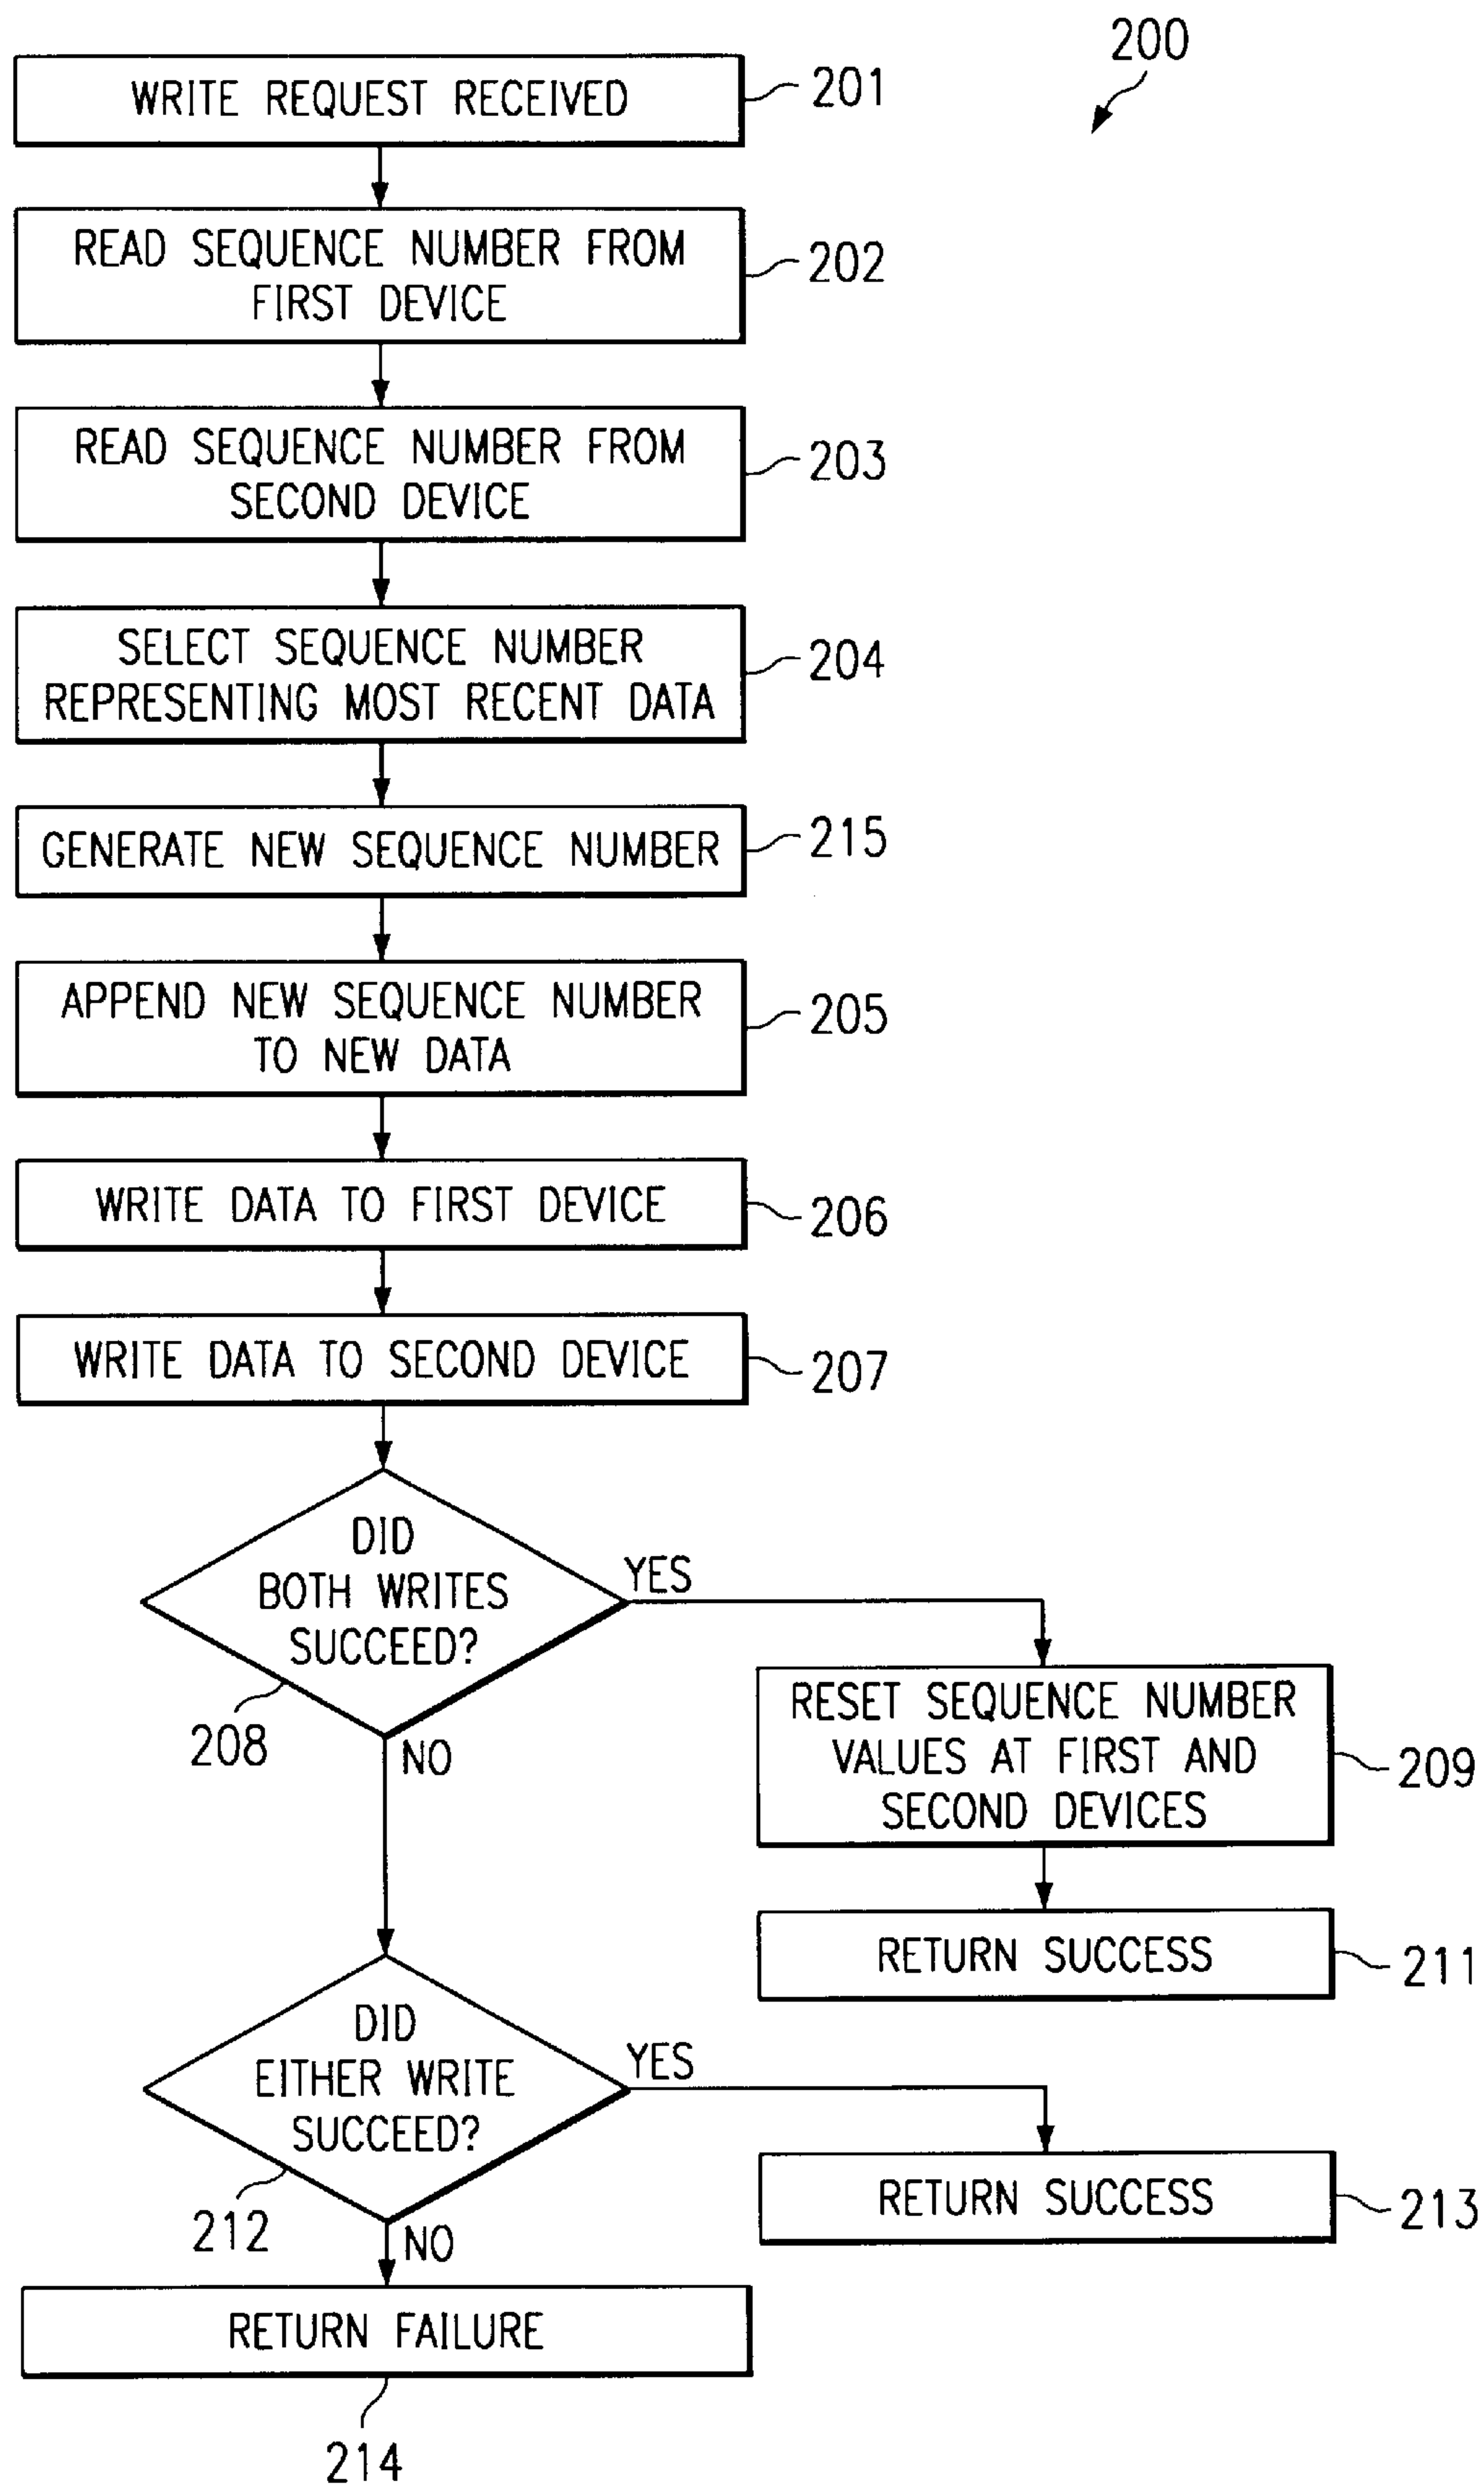 200
WRITE REQUEST RECEIVED
201
READ SEQUENCE NUMBER FROM
FIRST DEVICE
202
READ SEQUENCE NUMBER FROM
SECOND DEVICE
203
SELECT SEQUENCE NUMBER
REPRESENTING MOST RECENT DATA
204
GENERATE NEW SEQUENCE NUMBER
215
APPEND NEW SEQUENCE NUMBER
TO NEW DATA
205
WRITE DATA TO FIRST DEVICE
206
WRITE DATA TO SECOND DEVICE
207
DID
BOTH WRITES
SUCCEED?
208
YES
NO
RESET SEQUENCE NUMBER
VALUES AT FIRST AND
SECOND DEVICES
209
RETURN SUCCESS
211
DID
EITHER WRITE
SUCCEED?
212
YES
NO
RETURN SUCCESS
213
RETURN FAILURE
214